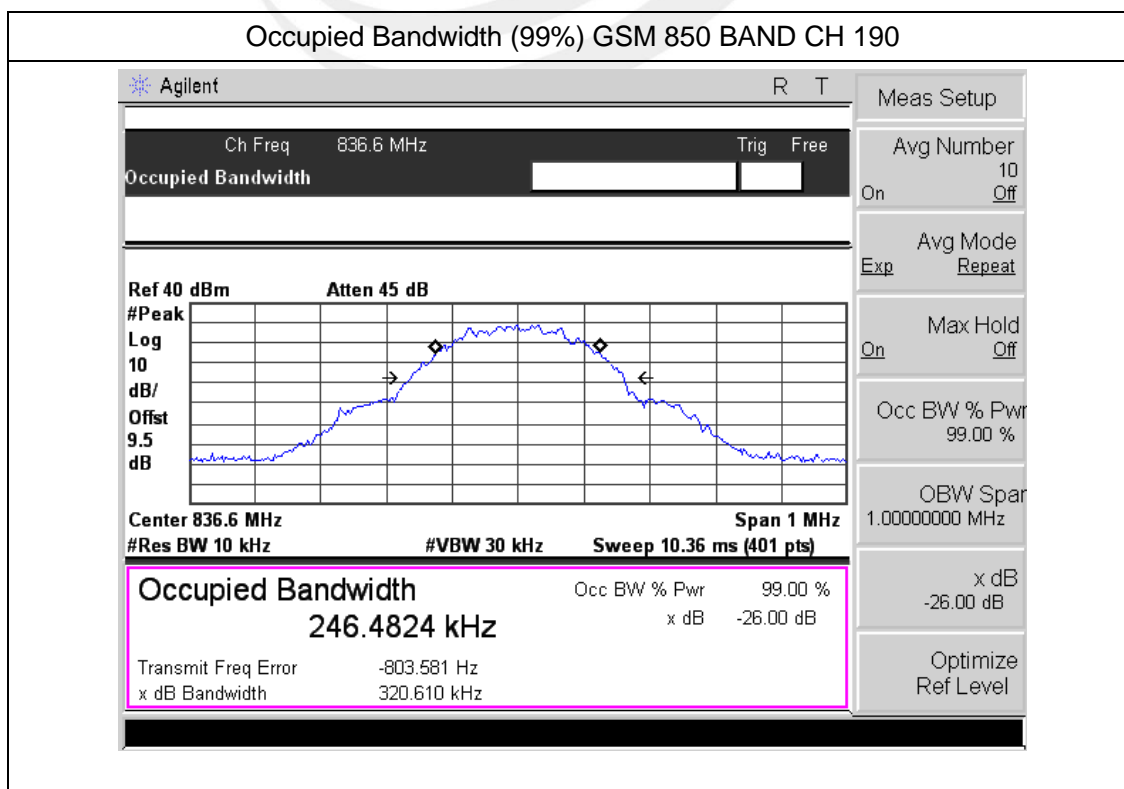 Occupied Bandwidth (99%) GSM 850 BAND CH 190
Agilent R T
Ch Freq 836.6 MHz Trig Free
Occupied Bandwidth
Ref 40 dBm Atten 45 dB
#Peak
Log
10
dB/
Offst
9.5
dB
Center 836.6 MHz Span 1 MHz
#Res BW 10 kHz #VBW 30 kHz Sweep 10.36 ms (401 pts)
Occupied Bandwidth Occ BW % Pwr 99.00 %
246.4824 kHz x dB -26.00 dB
Transmit Freq Error -803.581 Hz
x dB Bandwidth 320.610 kHz
Meas Setup
Avg Number
10
On Off
Avg Mode
Exp Repeat
Max Hold
On Off
Occ BW % Pwr
99.00 %
OBW Span
1.00000000 MHz
x dB
-26.00 dB
Optimize
Ref Level